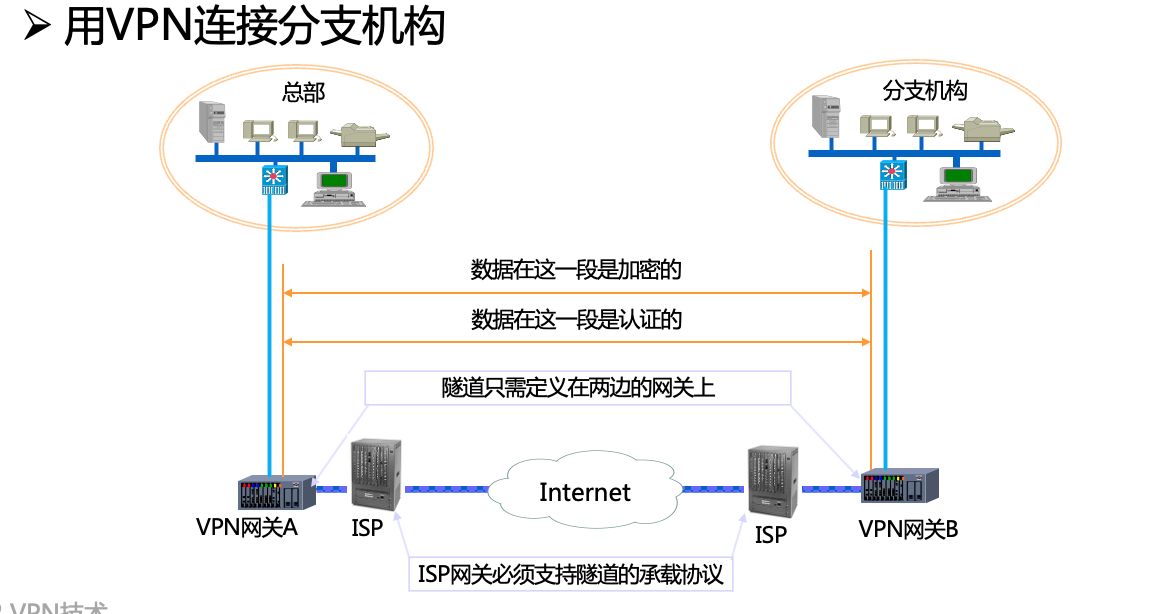 用VPN连接分支机构
总部
分支机构
数据在这一段是加密的
数据在这一段是认证的
隧道只需定义在两边的网关上
Internet
VPN网关A
ISP
ISP
VPN网关B
ISP网关必须支持隧道的承载协议
VPN技术